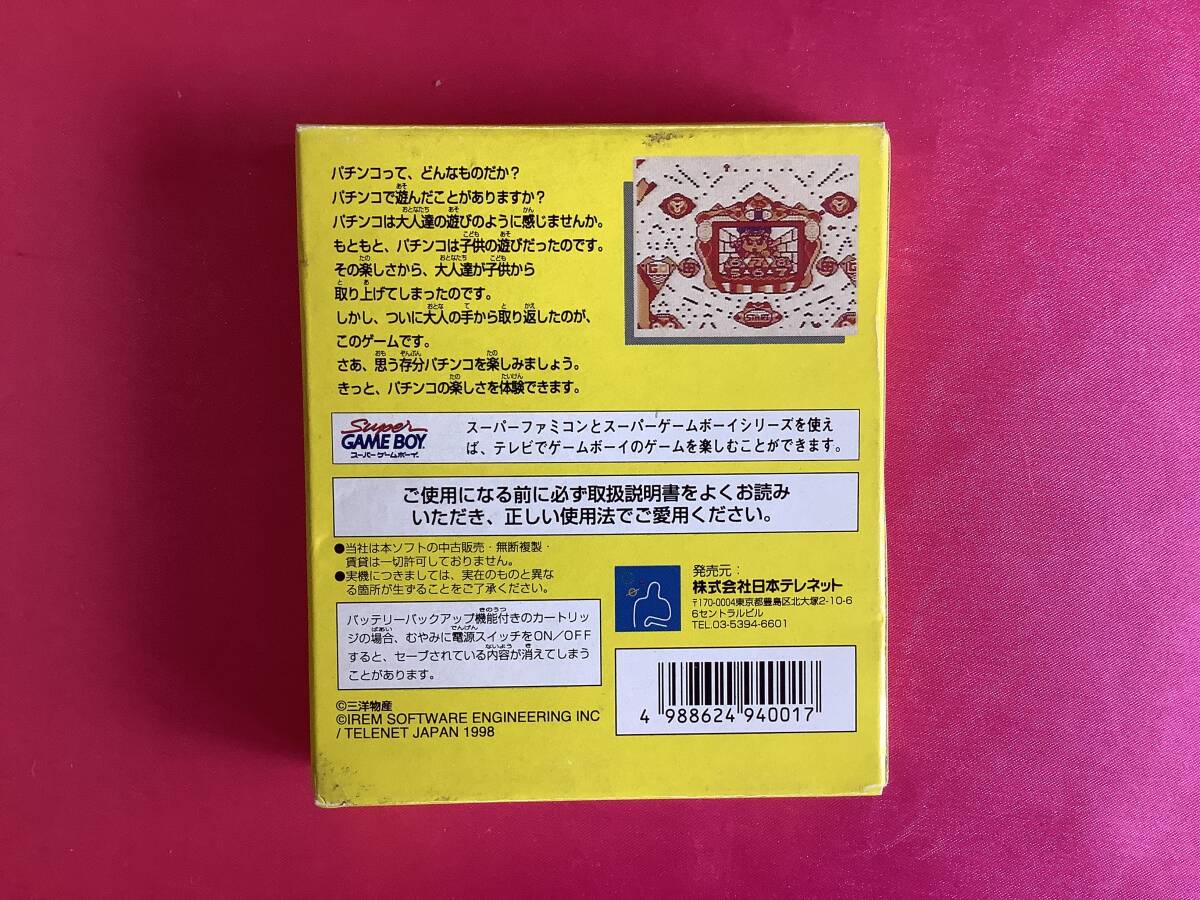 パチンコって、どんなものだか？
パチンコで遊んだことがありますか？
パチンコは大人達の遊びのように感じませんか。
もともと、パチンコは子供の遊びだったのです。
その楽しさから、大人達が子供から
取り上げてしまったのです。
しかし、ついに大人の手から取り返したのが、
このゲームです。
さあ、思う存分パチンコを楽しみましょう。
きっと、パチンコの楽しさを体験できます。
START
Super
GAME BOY
スーパーゲームボーイ
スーパーファミコンとスーパーゲームボーイシリーズを使え
ば、テレビでゲームボーイのゲームを楽しむことができます。
ご使用になる前に必ず取扱説明書をよくお読み
いただき、正しい使用法でご愛用ください。
●当社は本ソフトの中古販売・無断複製・
賃貸は一切許可しておりません。
●実機につきましては、実在のものと異な
る箇所が生ずることをご了承ください。
バッテリーバックアップ機能付きのカートリッ
ジの場合、むやみに電源スイッチをON/OFF
すると、セーブされている内容が消えてしまう
ことがあります。
©三洋物産
©IREM SOFTWARE ENGINEERING INC
/ TELENET JAPAN 1998
発売元：
株式会社日本テレネット
〒170-0004東京都豊島区北大塚2-10-6
6セントラルビル
TEL.03-5394-6601
4 988624 940017